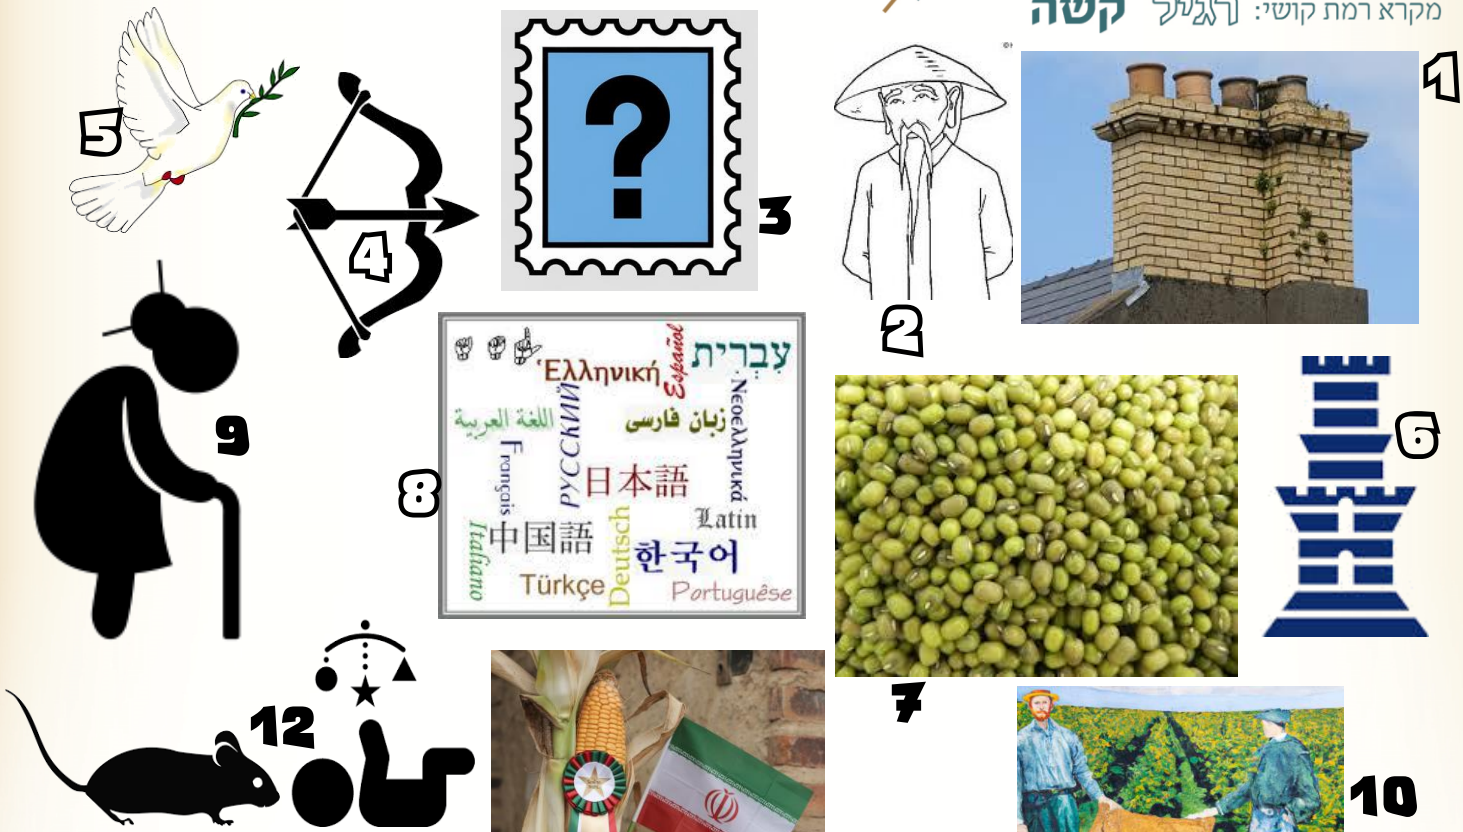 מקרא רמת קושי: רגיל קשה
1
2
3
?
4
5
6
7
8
עִבְרִית
Español
Ἑλληνική
Νεοελληνικά
زبان فارسی
اللغة العربية
РУССКИЙ
Français
日本語
Latin
中国語
Deutsch
한국어
Italiano
Türkçe
Portuguêse
9
10
12